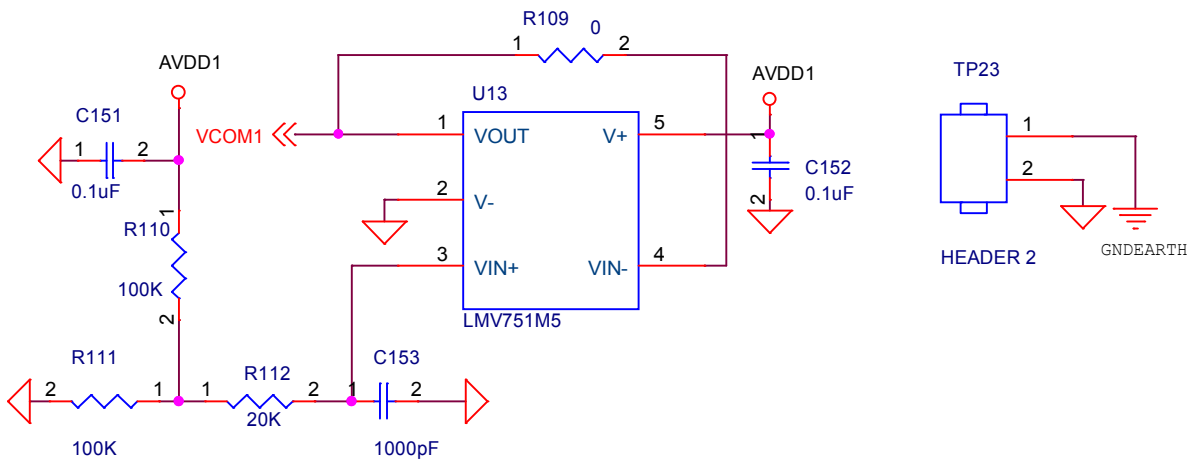 R109 0
1 2
AVDD1
AVDD1
TP23
C151
U13
VCOM1
1 VOUT V+ 5
1
1
1 2
0.1uF
C152
0.1uF
2 V-
2
2
1
R110
3 VIN+ VIN- 4
HEADER 2
GNDEARTH
100K
LMV751M5
2
R111
R112
C153
2 1
1 2
1 2
20K
100K
1000pF